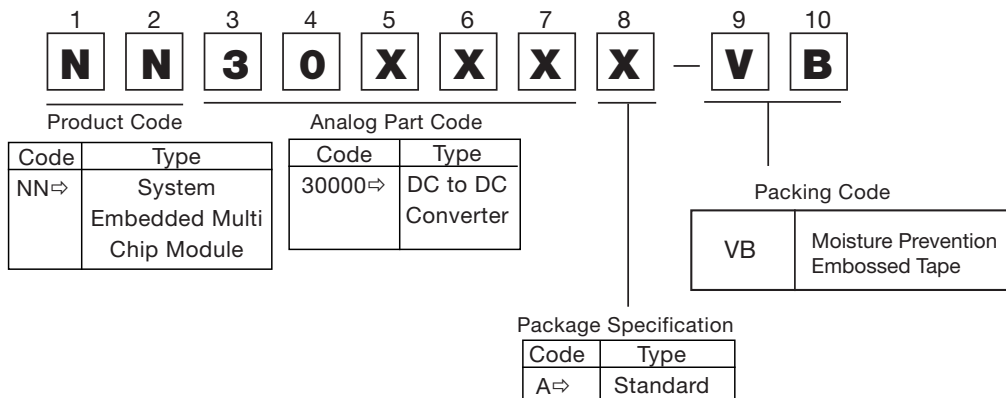 1 2 3 4 5 6 7 8 9 10
N N 3 0 X X X X — V B
Product Code
Code Type
NN⇨ System
Embedded Multi
Chip Module
Analog Part Code
Code Type
30000⇨ DC to DC
Converter
Packing Code
VB Moisture Prevention
Embossed Tape
Package Specification
Code Type
A⇨ Standard